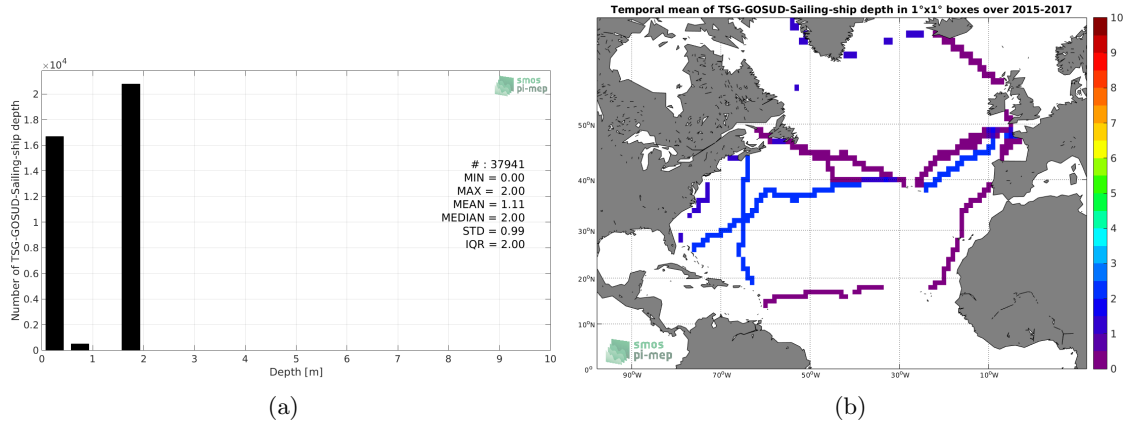 ×10⁴
2
1.8
1.6
1.4
1.2
1
0.8
0.6
0.4
0.2
0
Number of TSG-GOSUD-Sailing-ship depth
smos
pi-mep
# : 37941
MIN = 0.00
MAX = 2.00
MEAN = 1.11
MEDIAN = 2.00
STD = 0.99
IQR = 2.00
0 1 2 3 4 5 6 7 8 9 10
Depth [m]
(a)
Temporal mean of TSG-GOSUD-Sailing-ship depth in 1°x1° boxes over 2015-2017
50°N
40°N
30°N
20°N
10°N
0°
90°W 70°W 50°W 30°W 10°W
smos
pi-mep
10
9
8
7
6
5
4
3
2
1
0
(b)